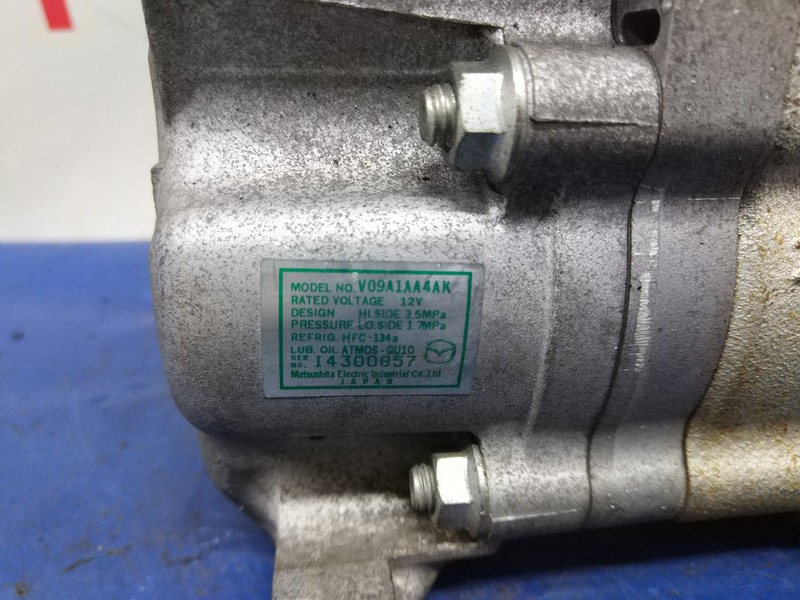 MODEL NO. V09A1AA4AK
RATED VOLTAGE 12V
DESIGN HI.SIDE 3.5MPa
PRESSURE LO.SIDE 1.7MPa
REFRIG. HFC-134a
LUB. OIL ATMOS-GU10
SER. NO. I4300857
Matsushita Electric Industrial Co., Ltd.
JAPAN